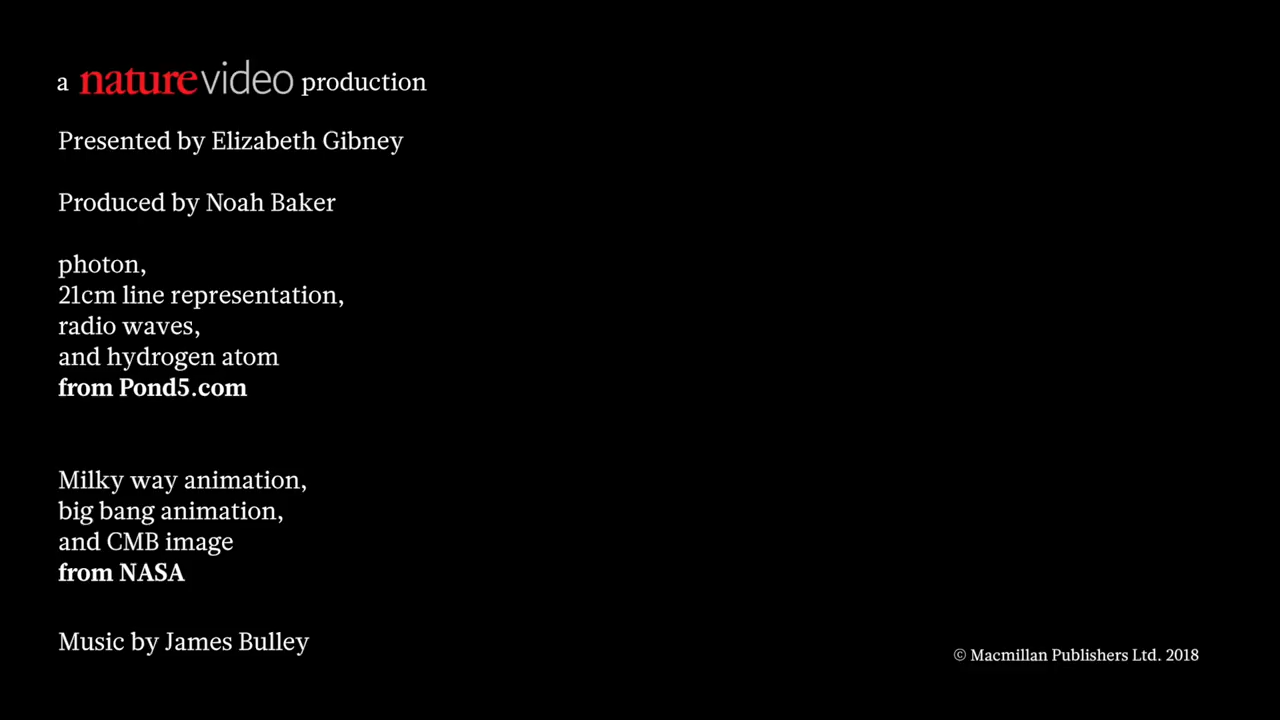 a naturevideo production
Presented by Elizabeth Gibney
Produced by Noah Baker
photon,
21cm line representation,
radio waves,
and hydrogen atom
from Pond5.com
Milky way animation,
big bang animation,
and CMB image
from NASA
Music by James Bulley
© Macmillan Publishers Ltd. 2018